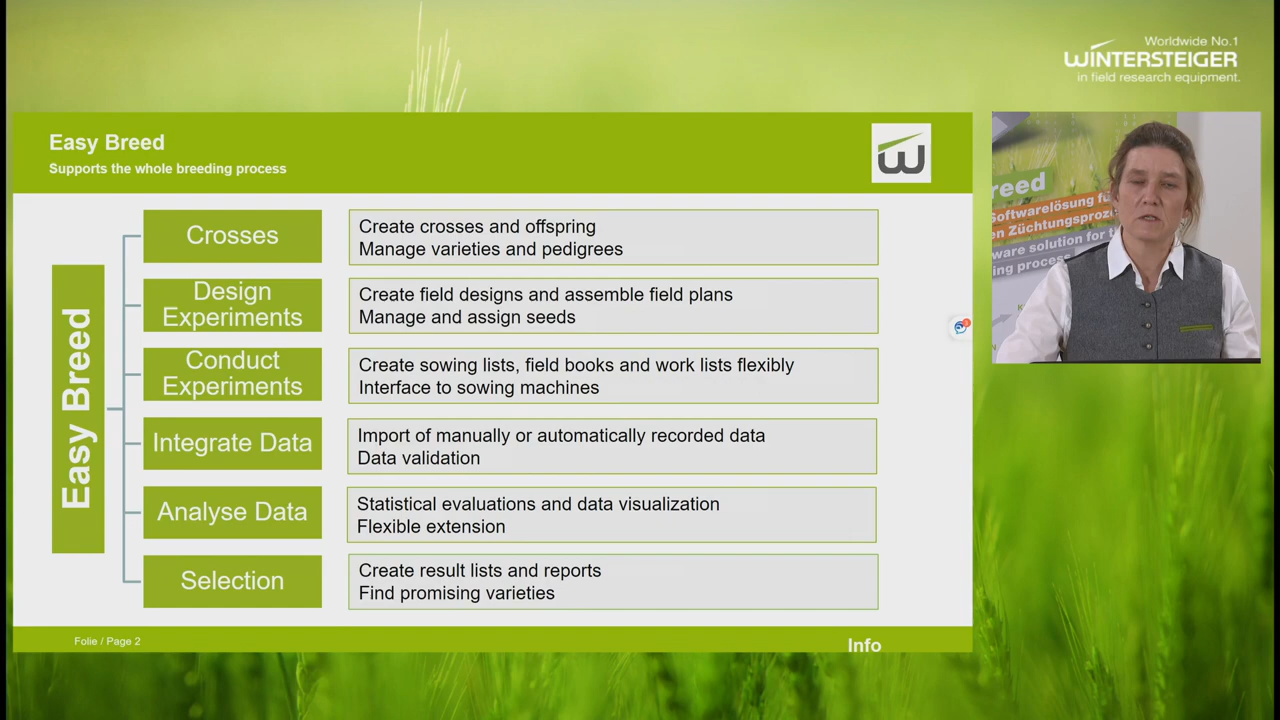 Worldwide No.1
WINTERSTEIGER
in field research equipment.
Easy Breed
Supports the whole breeding process
Easy Breed
Crosses
Create crosses and offspring
Manage varieties and pedigrees
Design
Experiments
Create field designs and assemble field plans
Manage and assign seeds
Conduct
Experiments
Create sowing lists, field books and work lists flexibly
Interface to sowing machines
Integrate Data
Import of manually or automatically recorded data
Data validation
Analyse Data
Statistical evaluations and data visualization
Flexible extension
Selection
Create result lists and reports
Find promising varieties
Folie / Page 2
Info
reed
Softwarelösung fü
en Züchtungsproze
ware solution for t
ing process